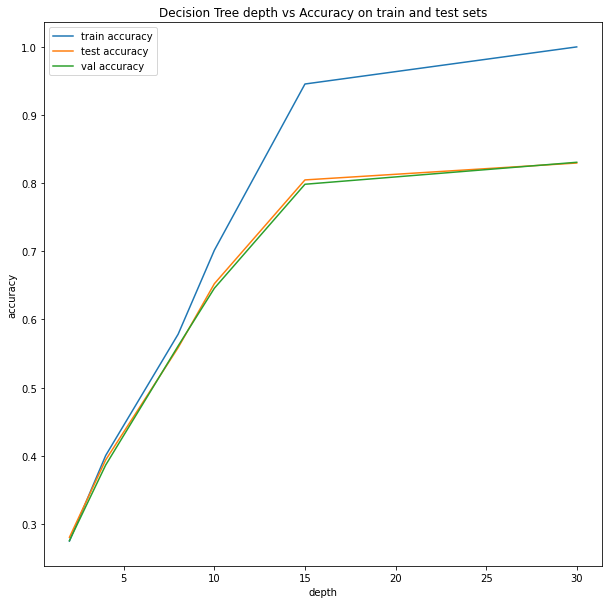 Decision Tree depth vs Accuracy on train and test sets
train accuracy
test accuracy
val accuracy
1.0
0.9
0.8
0.7
0.6
0.5
0.4
0.3
accuracy
5
10
15
20
25
30
depth